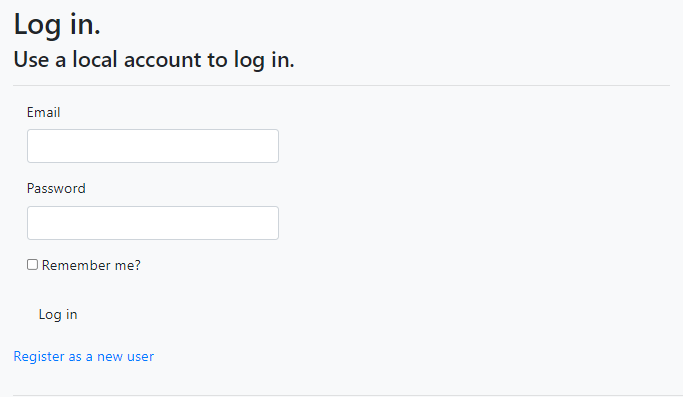 Log in.
Use a local account to log in.
Email
Password
Remember me?
Log in
Register as a new user